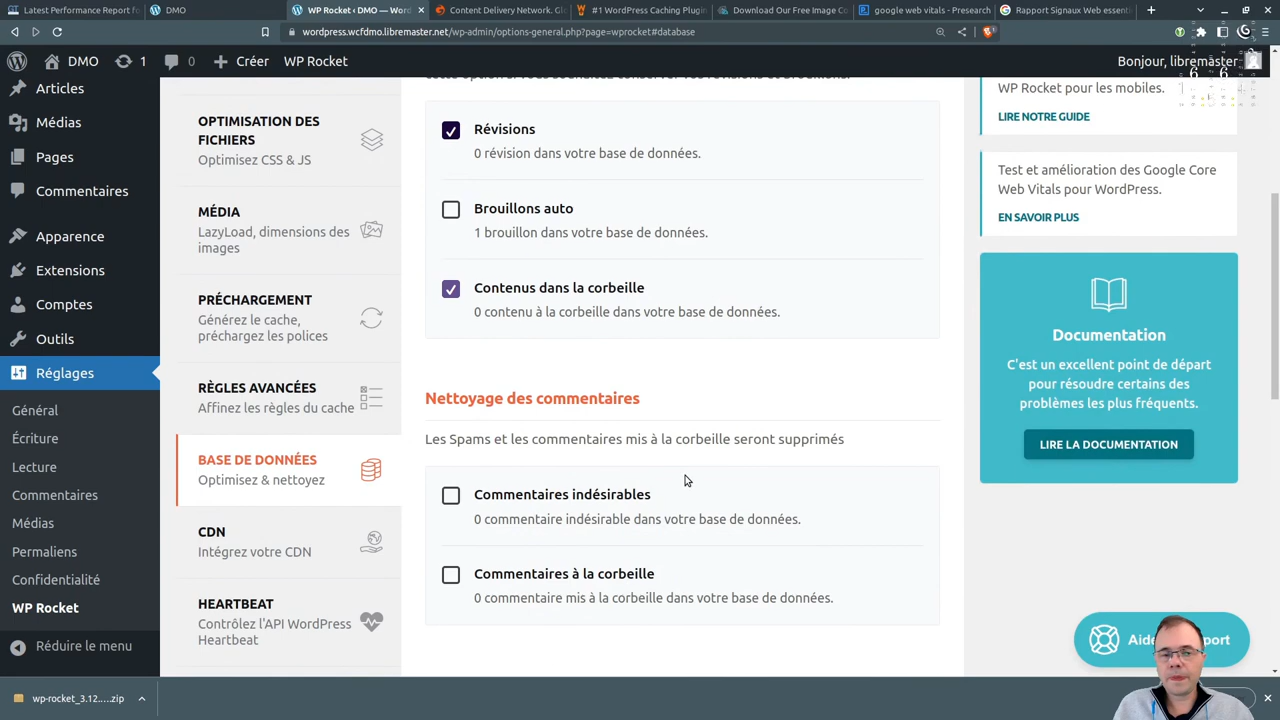 Latest Performance Report fo
DMO
WP Rocket ‹ DMO — Wor
Content Delivery Network. Gl
#1 WordPress Caching Plugin
Download Our Free Image Co
google web vitals - Presearch
Rapport Signaux Web essent
wordpress.wcfdmo.libremaster.net/wp-admin/options-general.php?page=wprocket#database
DMO
1
0
Créer
WP Rocket
Bonjour, libremaster
Articles
Médias
Pages
Commentaires
Apparence
Extensions
Comptes
Outils
Réglages
Général
Écriture
Lecture
Commentaires
Médias
Permaliens
Confidentialité
WP Rocket
Réduire le menu
OPTIMISATION DES
FICHIERS
Optimisez CSS & JS
MÉDIA
LazyLoad, dimensions des
images
PRÉCHARGEMENT
Générez le cache,
préchargez les polices
RÈGLES AVANCÉES
Affinez les règles du cache
BASE DE DONNÉES
Optimisez & nettoyez
CDN
Intégrez votre CDN
HEARTBEAT
Contrôlez l'API WordPress
Heartbeat
Révisions
0 révision dans votre base de données.
Brouillons auto
1 brouillon dans votre base de données.
Contenus dans la corbeille
0 contenu à la corbeille dans votre base de données.
Nettoyage des commentaires
Les Spams et les commentaires mis à la corbeille seront supprimés
Commentaires indésirables
0 commentaire indésirable dans votre base de données.
Commentaires à la corbeille
0 commentaire mis à la corbeille dans votre base de données.
WP Rocket pour les mobiles.
LIRE NOTRE GUIDE
Test et amélioration des Google Core
Web Vitals pour WordPress.
EN SAVOIR PLUS
Documentation
C'est un excellent point de départ
pour résoudre certains des
problèmes les plus fréquents.
LIRE LA DOCUMENTATION
wp-rocket_3.12....zip